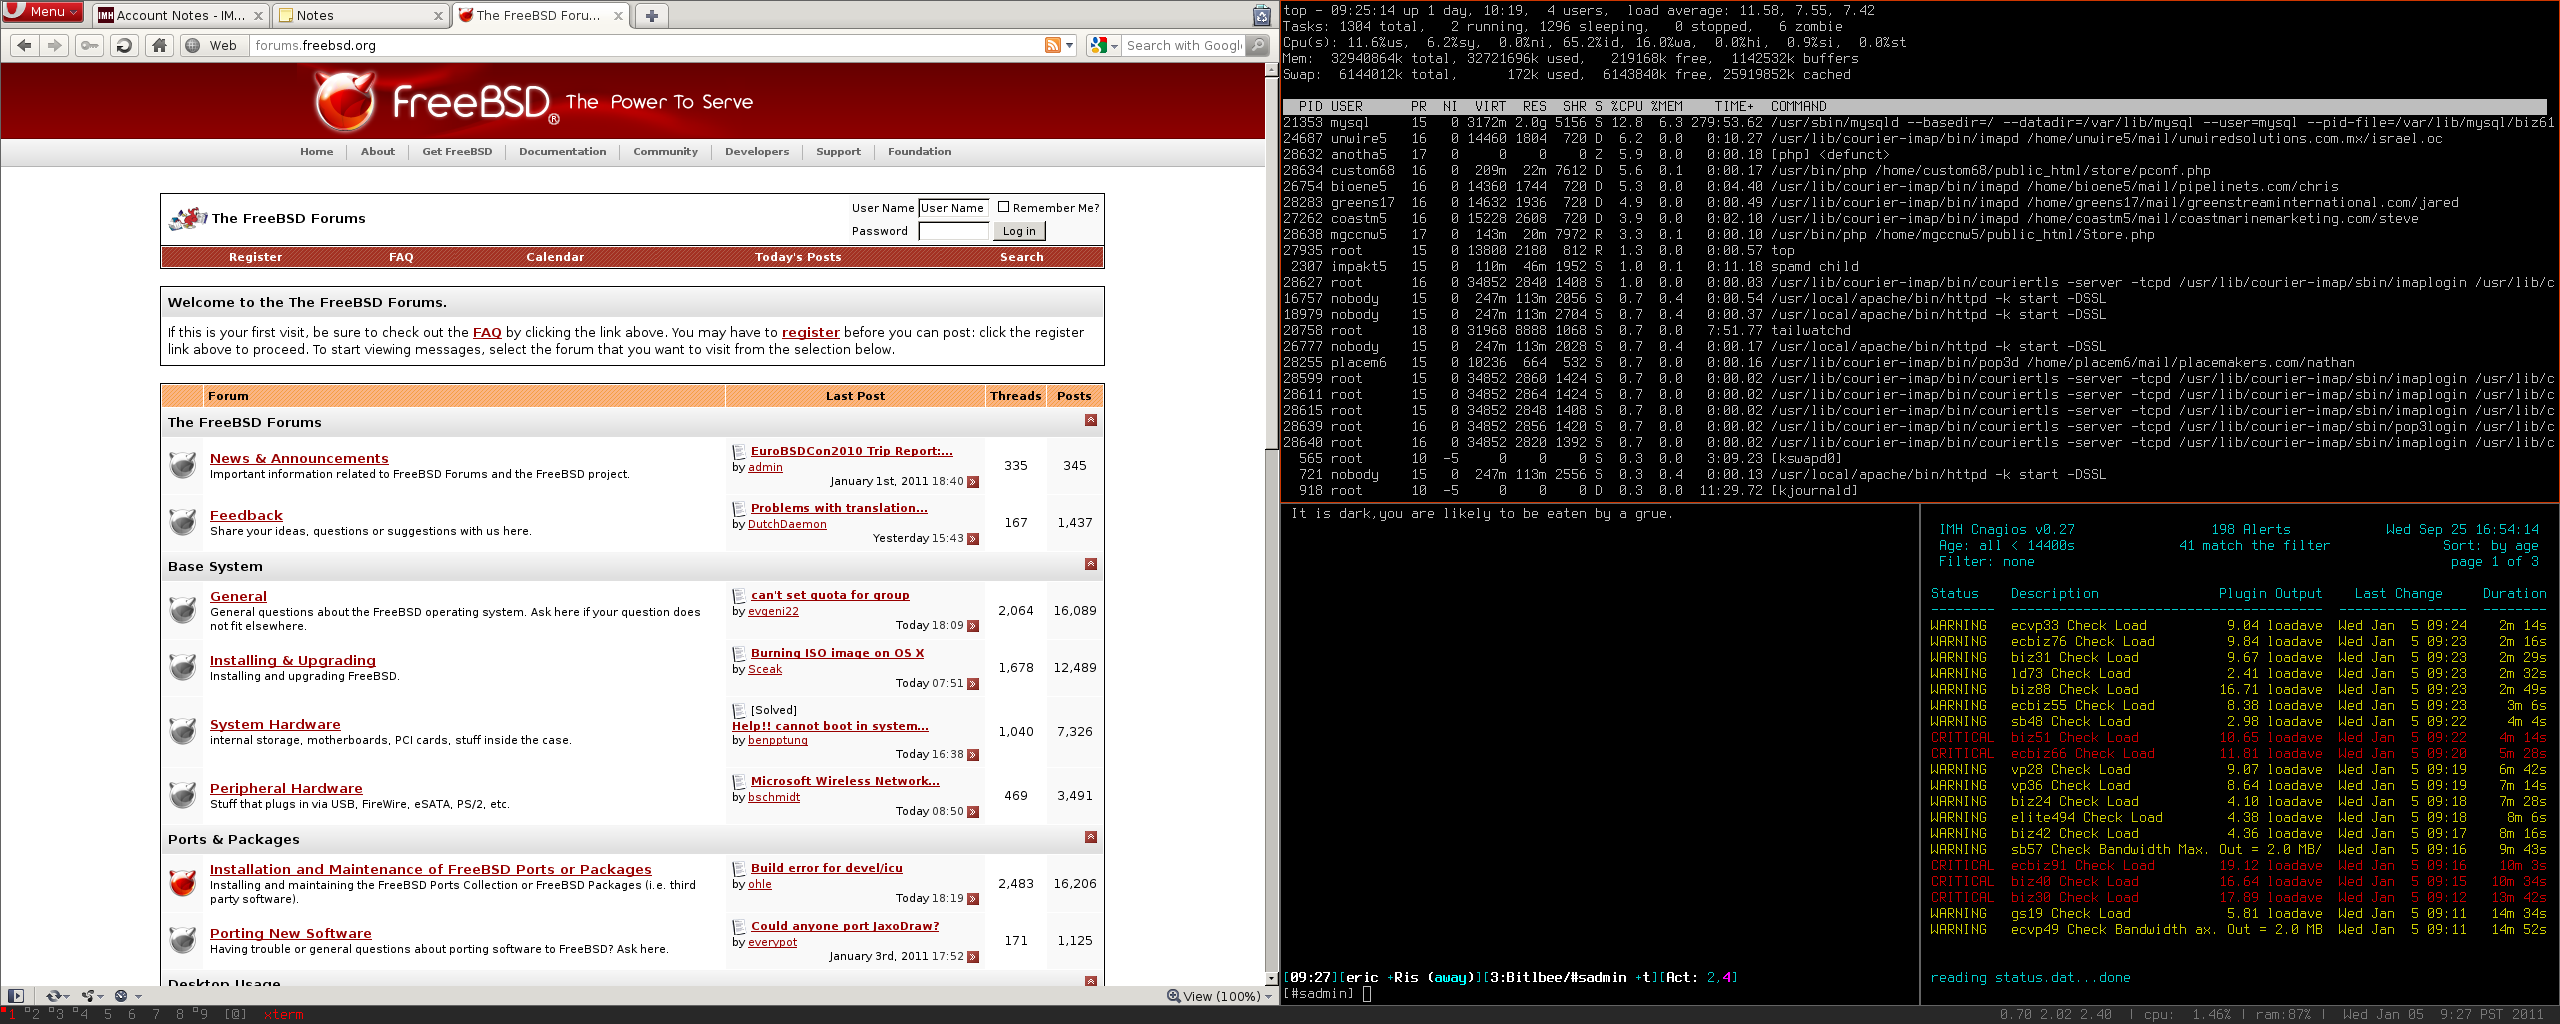 Menu
Account Notes - IM...
Notes
The FreeBSD Foru...
Web
forums.freebsd.org
Search with Googl
FreeBSD® The Power To Serve
Home About Get FreeBSD Documentation Community Developers Support Foundation
The FreeBSD Forums
User Name User Name Remember Me?
Password Log in
Register FAQ Calendar Today's Posts Search
Welcome to the The FreeBSD Forums.
If this is your first visit, be sure to check out the FAQ by clicking the link above. You may have to register before you can post: click the register
link above to proceed. To start viewing messages, select the forum that you want to visit from the selection below.
Forum Last Post Threads Posts
The FreeBSD Forums
News & Announcements
Important information related to FreeBSD Forums and the FreeBSD project.
EuroBSDCon2010 Trip Report:...
by admin
January 1st, 2011 18:40
335 345
Feedback
Share your ideas, questions or suggestions with us here.
Problems with translation...
by DutchDaemon
Yesterday 15:43
167 1,437
Base System
General
General questions about the FreeBSD operating system. Ask here if your question does
not fit elsewhere.
can't set quota for group
by evgeni22
Today 18:09
2,064 16,089
Installing & Upgrading
Installing and upgrading FreeBSD.
Burning ISO image on OS X
by Sceak
Today 07:51
1,678 12,489
System Hardware
internal storage, motherboards, PCI cards, stuff inside the case.
[Solved]
Help!! cannot boot in system...
by benpptung
Today 16:38
1,040 7,326
Peripheral Hardware
Stuff that plugs in via USB, FireWire, eSATA, PS/2, etc.
Microsoft Wireless Network...
by bschmidt
Today 08:50
469 3,491
Ports & Packages
Installation and Maintenance of FreeBSD Ports or Packages
Installing and maintaining the FreeBSD Ports Collection or FreeBSD Packages (i.e. third
party software).
Build error for devel/icu
by ohle
Today 18:19
2,483 16,206
Porting New Software
Having trouble or general questions about porting software to FreeBSD? Ask here.
Could anyone port JaxoDraw?
by everypot
January 3rd, 2011 17:52
171 1,125
Desktop Usage
View (100%)
top - 09:25:14 up 1 day, 10:19, 4 users, load average: 11.58, 7.55, 7.42
Tasks: 1304 total, 2 running, 1296 sleeping, 0 stopped, 6 zombie
Cpu(s): 11.6%us, 6.2%sy, 0.0%ni, 65.2%id, 16.0%wa, 0.0%hi, 0.9%si, 0.0%st
Mem: 32940864k total, 32721696k used, 219168k free, 1142532k buffers
Swap: 6144012k total, 172k used, 6143840k free, 25919852k cached
PID USER PR NI VIRT RES SHR S %CPU %MEM TIME+ COMMAND
21353 mysql 15 0 3172m 2.0g 5156 S 12.8 6.3 279:53.62 /usr/sbin/mysqld --basedir=/ --datadir=/var/lib/mysql --user=mysql --pid-file=/var/lib/mysql/biz61
24687 unwire5 16 0 14460 1804 720 D 6.2 0.0 0:10.27 /usr/lib/courier-imap/bin/imapd /home/unwire5/mail/unwiredsolutions.com.mx/israel.oc
28632 anotha5 17 0 0 0 0 Z 5.9 0.0 0:00.18 [php] <defunct>
28634 custom68 16 0 209m 22m 7612 D 5.6 0.1 0:00.17 /usr/bin/php /home/custom68/public_html/store/pconf.php
26754 bioene5 16 0 14360 1744 720 D 5.3 0.0 0:04.40 /usr/lib/courier-imap/bin/imapd /home/bioene5/mail/pipelinets.com/chris
28283 greens17 16 0 14632 1936 720 D 4.9 0.0 0:00.49 /usr/lib/courier-imap/bin/imapd /home/greens17/mail/greenstreaminternational.com/jared
27262 coastm5 16 0 15228 2608 720 D 3.9 0.0 0:02.10 /usr/lib/courier-imap/bin/imapd /home/coastm5/mail/coastmarinemarketing.com/steve
28638 mgccnw5 17 0 143m 20m 7972 R 3.3 0.1 0:00.10 /usr/bin/php /home/mgccnw5/public_html/Store.php
27935 root 15 0 13800 2180 812 R 1.3 0.0 0:00.57 top
2307 impakt5 15 0 110m 46m 1952 S 1.0 0.1 0:11.18 spamd child
28627 root 16 0 34852 2840 1408 S 1.0 0.0 0:00.03 /usr/lib/courier-imap/bin/couriertls -server -tcpd /usr/lib/courier-imap/sbin/imaplogin /usr/lib/c
16757 nobody 15 0 247m 113m 2056 S 0.7 0.4 0:00.54 /usr/local/apache/bin/httpd -k start -DSSL
18979 nobody 15 0 247m 113m 2704 S 0.7 0.4 0:00.37 /usr/local/apache/bin/httpd -k start -DSSL
20758 root 18 0 31968 8888 1068 S 0.7 0.0 7:51.77 tailwatchd
26777 nobody 15 0 247m 113m 2028 S 0.7 0.4 0:00.17 /usr/local/apache/bin/httpd -k start -DSSL
28255 placem6 15 0 10236 664 532 S 0.7 0.0 0:00.16 /usr/lib/courier-imap/bin/pop3d /home/placem6/mail/placemakers.com/nathan
28599 root 15 0 34852 2860 1424 S 0.7 0.0 0:00.02 /usr/lib/courier-imap/bin/couriertls -server -tcpd /usr/lib/courier-imap/sbin/imaplogin /usr/lib/c
28611 root 15 0 34852 2864 1424 S 0.7 0.0 0:00.02 /usr/lib/courier-imap/bin/couriertls -server -tcpd /usr/lib/courier-imap/sbin/imaplogin /usr/lib/c
28615 root 15 0 34852 2848 1408 S 0.7 0.0 0:00.02 /usr/lib/courier-imap/bin/couriertls -server -tcpd /usr/lib/courier-imap/sbin/imaplogin /usr/lib/c
28639 root 16 0 34852 2856 1420 S 0.7 0.0 0:00.02 /usr/lib/courier-imap/bin/couriertls -server -tcpd /usr/lib/courier-imap/sbin/pop3login /usr/lib/c
28640 root 16 0 34852 2820 1392 S 0.7 0.0 0:00.02 /usr/lib/courier-imap/bin/couriertls -server -tcpd /usr/lib/courier-imap/sbin/imaplogin /usr/lib/c
565 root 10 -5 0 0 0 S 0.3 0.0 3:09.23 [kswapd0]
721 nobody 15 0 247m 113m 2556 S 0.3 0.4 0:00.13 /usr/local/apache/bin/httpd -k start -DSSL
918 root 10 -5 0 0 0 D 0.3 0.0 11:29.72 [kjournald]
It is dark,you are likely to be eaten by a grue.
[09:27][eric +Ris (away)][3:Bitlbee/#sadmin +t][Act: 2,4]
[#sadmin]
IMH Cnagios v0.27 198 Alerts Wed Sep 25 16:54:14
Age: all < 14400s 41 match the filter Sort: by age
Filter: none page 1 of 3
Status Description Plugin Output Last Change Duration
-------- --------------------------------------- ---------------- --------
WARNING ecvp33 Check Load 9.04 loadave Wed Jan 5 09:24 2m 14s
WARNING ecbiz76 Check Load 9.84 loadave Wed Jan 5 09:23 2m 16s
WARNING biz31 Check Load 9.67 loadave Wed Jan 5 09:23 2m 29s
WARNING ld73 Check Load 2.41 loadave Wed Jan 5 09:23 2m 32s
WARNING biz88 Check Load 16.71 loadave Wed Jan 5 09:23 2m 49s
WARNING ecbiz55 Check Load 8.38 loadave Wed Jan 5 09:23 3m 6s
WARNING sb48 Check Load 2.98 loadave Wed Jan 5 09:22 4m 4s
CRITICAL biz51 Check Load 10.65 loadave Wed Jan 5 09:22 4m 14s
CRITICAL ecbiz66 Check Load 11.81 loadave Wed Jan 5 09:20 5m 28s
WARNING vp28 Check Load 9.07 loadave Wed Jan 5 09:19 6m 42s
WARNING vp36 Check Load 8.64 loadave Wed Jan 5 09:19 7m 14s
WARNING biz24 Check Load 4.10 loadave Wed Jan 5 09:18 7m 28s
WARNING elite494 Check Load 4.38 loadave Wed Jan 5 09:18 8m 6s
WARNING biz42 Check Load 4.36 loadave Wed Jan 5 09:17 8m 16s
WARNING sb57 Check Bandwidth Max. Out = 2.0 MB/ Wed Jan 5 09:16 9m 43s
CRITICAL ecbiz91 Check Load 19.12 loadave Wed Jan 5 09:16 10m 3s
CRITICAL biz40 Check Load 16.64 loadave Wed Jan 5 09:15 10m 34s
CRITICAL biz30 Check Load 17.89 loadave Wed Jan 5 09:12 13m 42s
WARNING gs19 Check Load 5.81 loadave Wed Jan 5 09:11 14m 34s
WARNING ecvp49 Check Bandwidth ax. Out = 2.0 MB Wed Jan 5 09:11 14m 52s
reading status.dat...done
1 2 3 4 5 6 7 8 9 [@] xterm
0.70 2.02 2.40 | cpu: 1.46% | ram:87% | Wed Jan 05 9:27 PST 2011